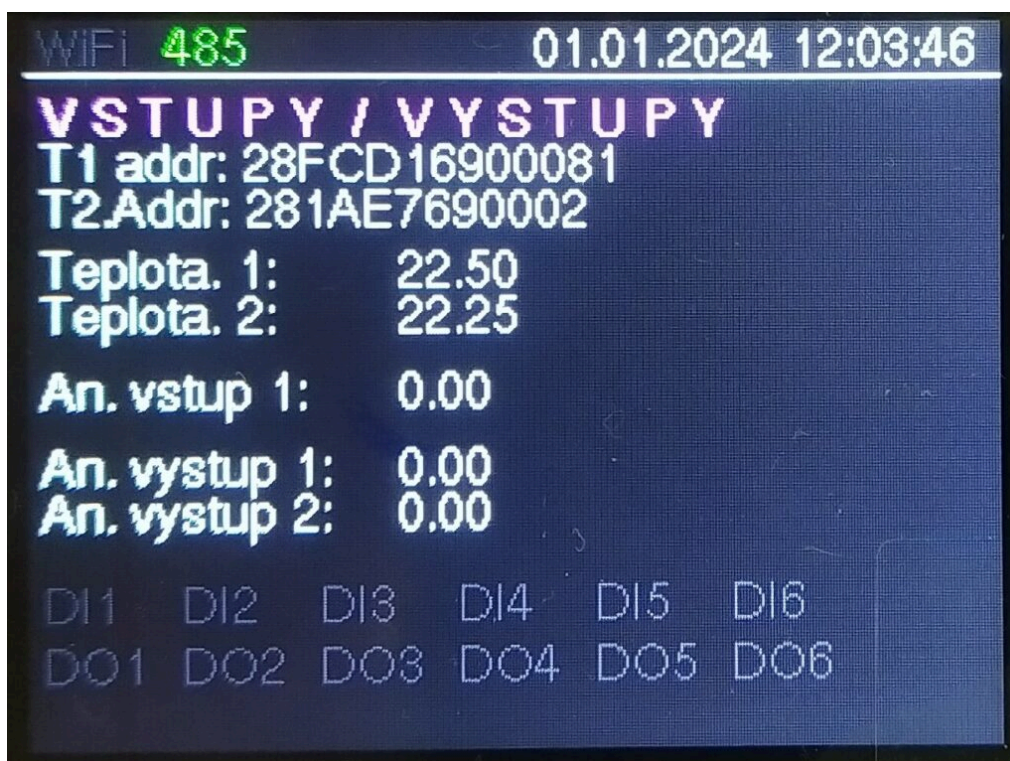 WiFi 485 01.01.2024 12:03:46
VSTUPY / VYSTUPY
T1 addr: 28FCD16900081
T2.Addr: 281AE7690002
Teplota. 1: 22.50
Teplota. 2: 22.25
An. vstup 1: 0.00
An. vystup 1: 0.00
An. vystup 2: 0.00
DI1 DI2 DI3 DI4 DI5 DI6
DO1 DO2 DO3 DO4 DO5 DO6